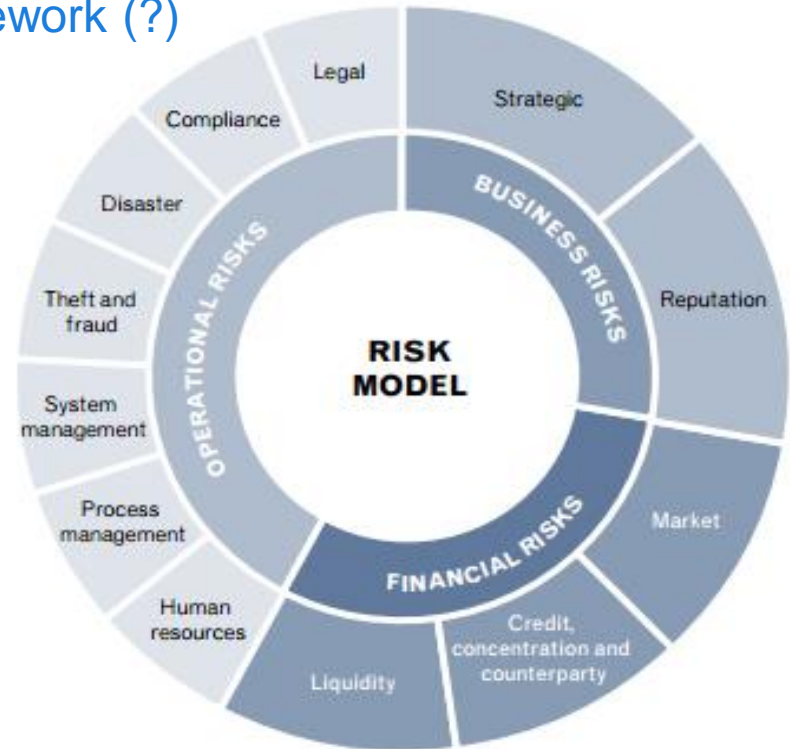 ework (?)
RISK
MODEL
BUSINESS RISKS
FINANCIAL RISKS
OPERATIONAL RISKS
Strategic
Reputation
Market
Credit,
concentration and
counterparty
Liquidity
Human
resources
Process
management
System
management
Theft and
fraud
Disaster
Compliance
Legal